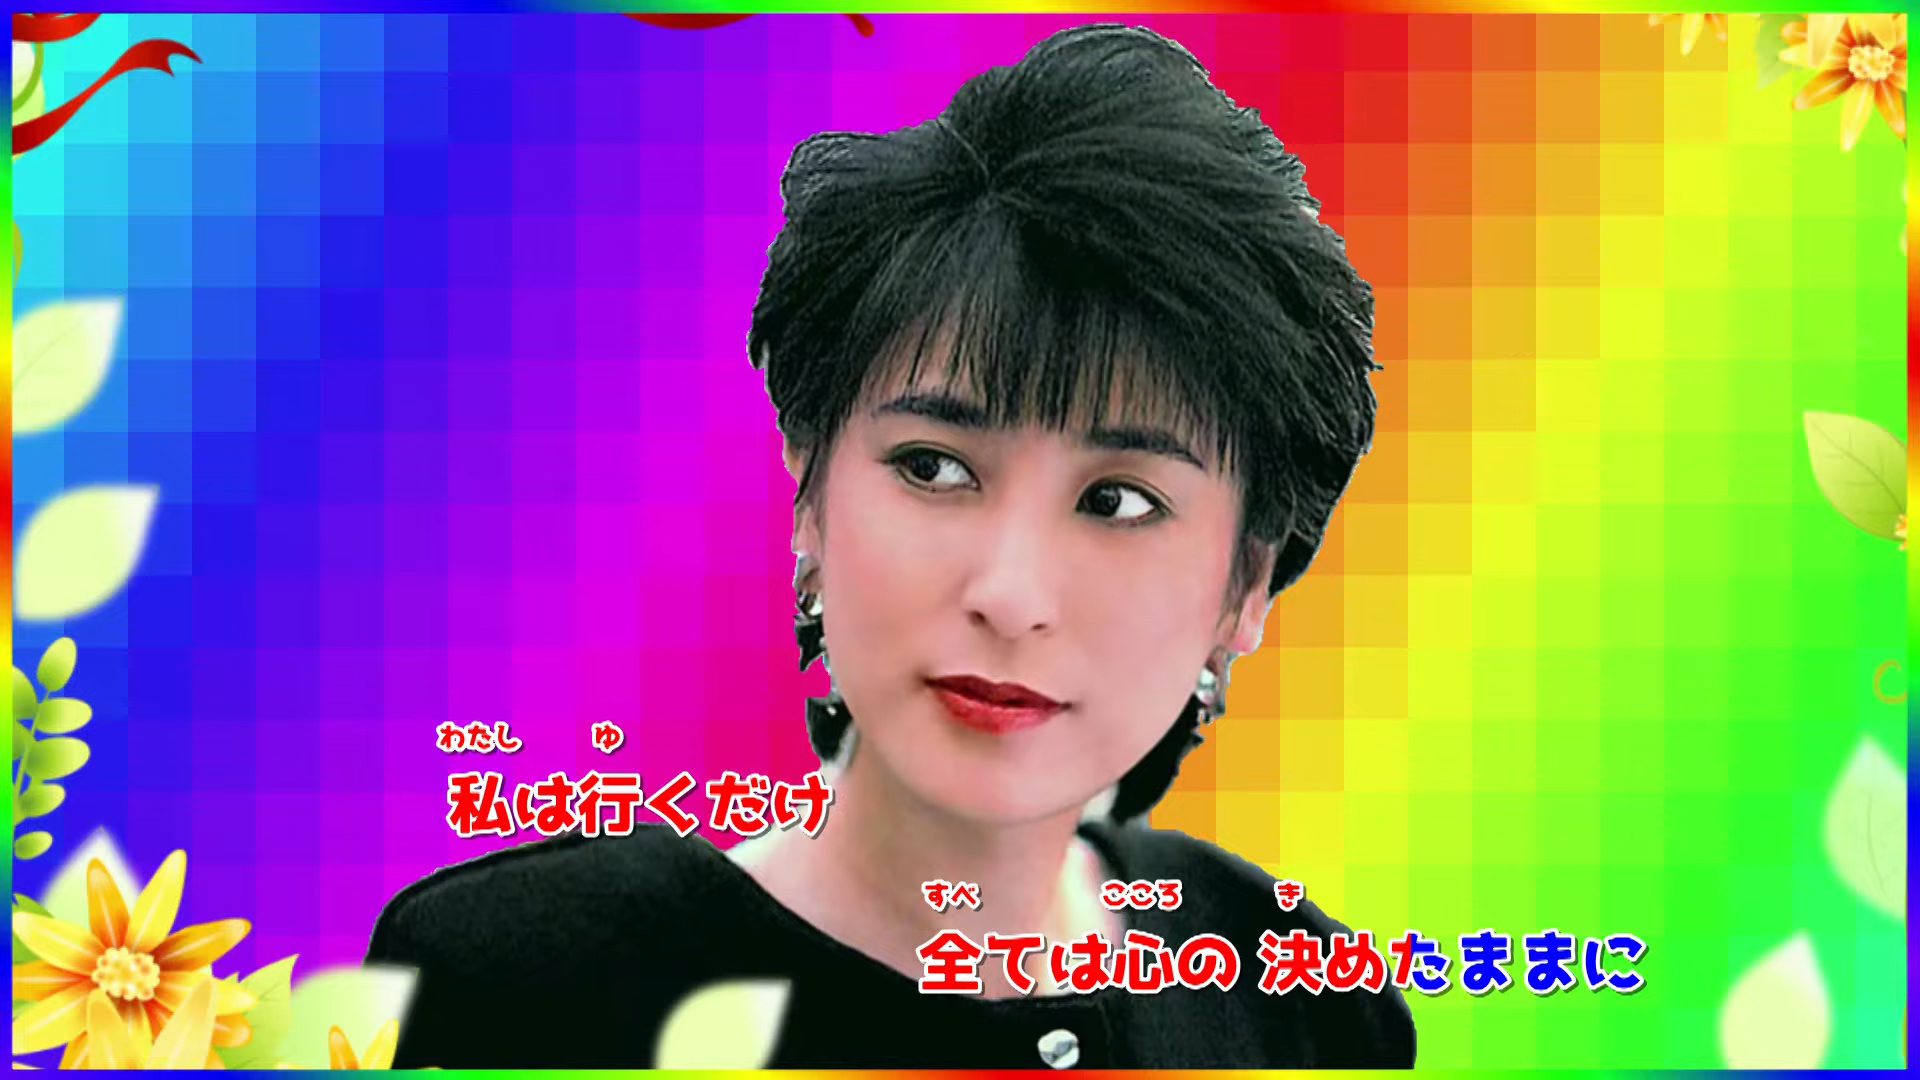 わたし ゆ
私は行くだけ
すべ こころ き
全ては心の 決めたままに